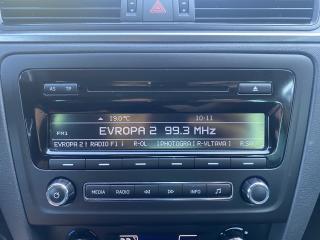 AS TP
19.0°C 10:11
FM1
EVROPA 2 99.3 MHz
EVROPA 2 | RADIO F1 | R-OL |PHOTOGRA|R-VLTAVA| R.SA
MEDIA RADIO INFO